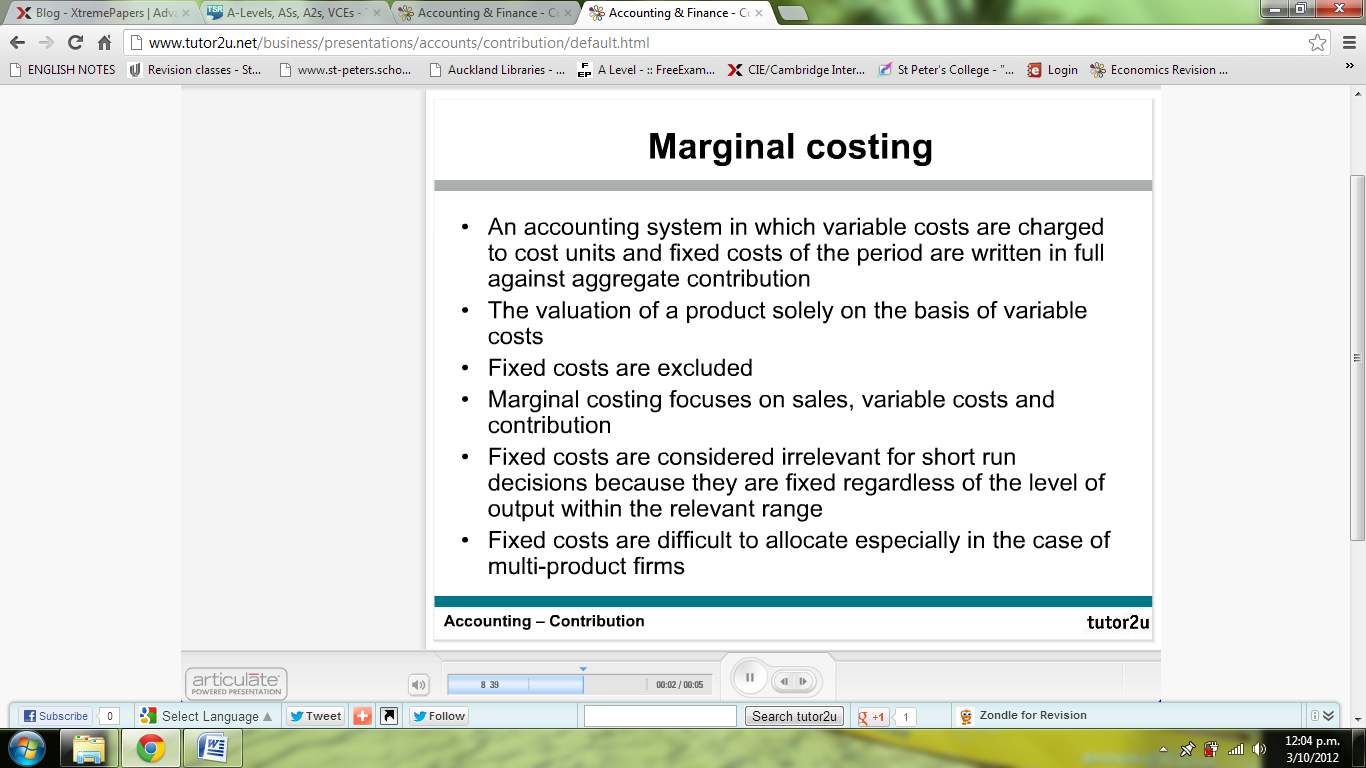 Blog - XtremePapers | Adva
A-Levels, ASs, A2s, VCEs -
Accounting & Finance - Co
Accounting & Finance - Co
www.tutor2u.net/business/presentations/accounts/contribution/default.html
ENGLISH NOTES
Revision classes - St...
www.st-peters.scho...
Auckland Libraries - ...
A Level - :: FreeExam...
CIE/Cambridge Inter...
St Peter's College - "...
Login
Economics Revision ...
Marginal costing
• An accounting system in which variable costs are charged
to cost units and fixed costs of the period are written in full
against aggregate contribution
• The valuation of a product solely on the basis of variable
costs
• Fixed costs are excluded
• Marginal costing focuses on sales, variable costs and
contribution
• Fixed costs are considered irrelevant for short run
decisions because they are fixed regardless of the level of
output within the relevant range
• Fixed costs are difficult to allocate especially in the case of
multi-product firms
Accounting – Contribution
tutor2u
articulate
POWERED PRESENTATION
8 39
00:02 / 00:05
Subscribe 0
Select Language
Tweet
Follow
Search tutor2u
+1 1
Zondle for Revision
12:04 p.m.
3/10/2012